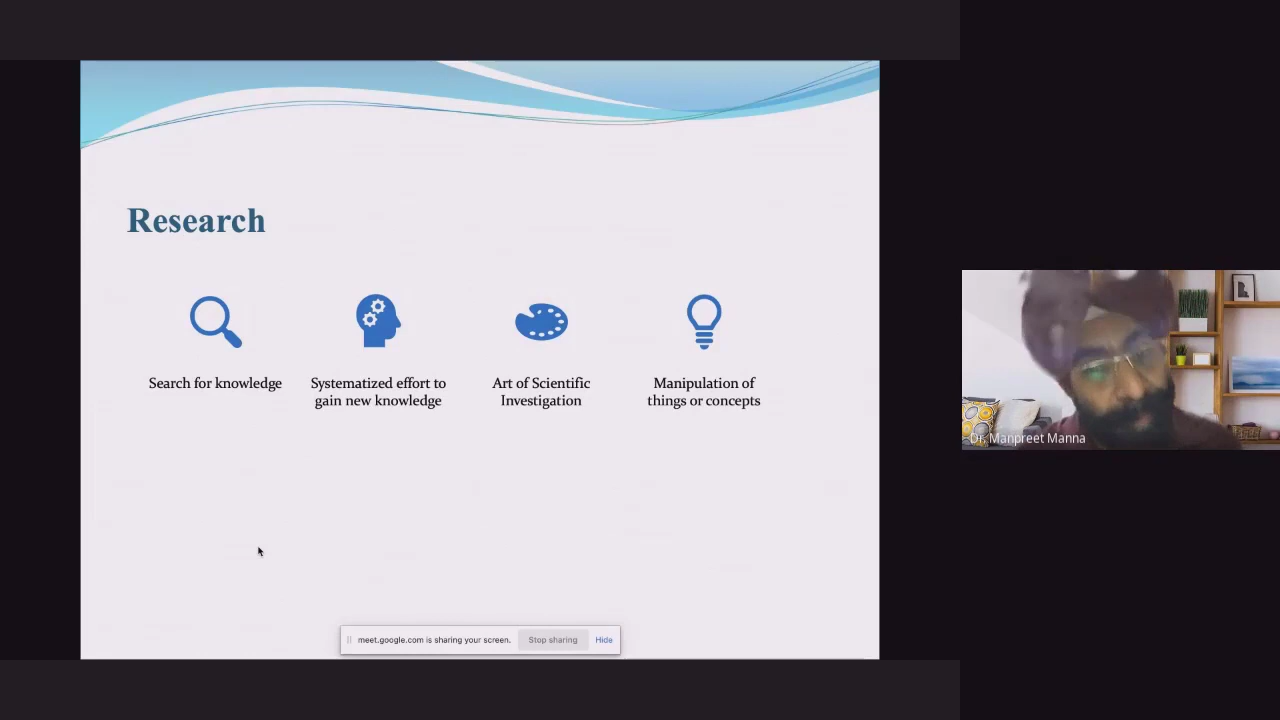 Research
Search for knowledge
Systematized effort to
gain new knowledge
Art of Scientific
Investigation
Manipulation of
things or concepts
Dr. Manpreet Manna
meet.google.com is sharing your screen. Stop sharing Hide